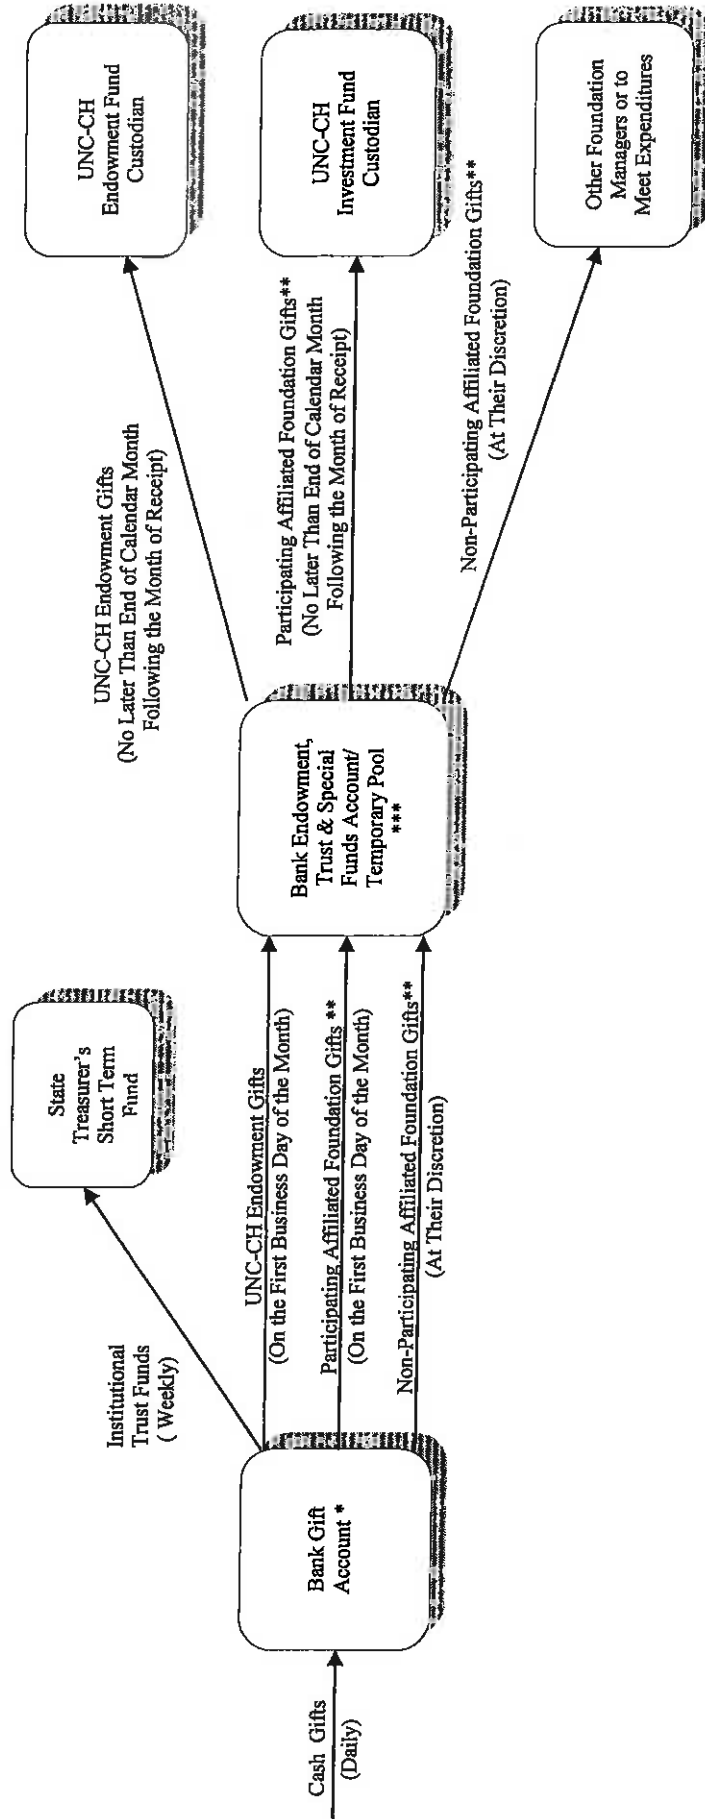 Cash Gifts
(Daily)
Bank Gift
Account *
Institutional
Trust Funds
( Weekly)
State
Treasurer's
Short Term
Fund
UNC-CH Endowment Gifts
(On the First Business Day of the Month)
Participating Affiliated Foundation Gifts **
(On the First Business Day of the Month)
Non-Participating Affiliated Foundation Gifts**
(At Their Discretion)
Bank Endowment,
Trust & Special
Funds Account/
Temporary Pool
***
UNC-CH Endowment Gifts
(No Later Than End of Calendar Month
Following the Month of Receipt)
Participating Affiliated Foundation Gifts**
(No Later Than End of Calendar Month
Following the Month of Receipt)
Non-Participating Affiliated Foundation Gifts**
(At Their Discretion)
UNC-CH
Endowment Fund
Custodian
UNC-CH
Investment Fund
Custodian
Other Foundation
Managers or to
Meet Expenditures